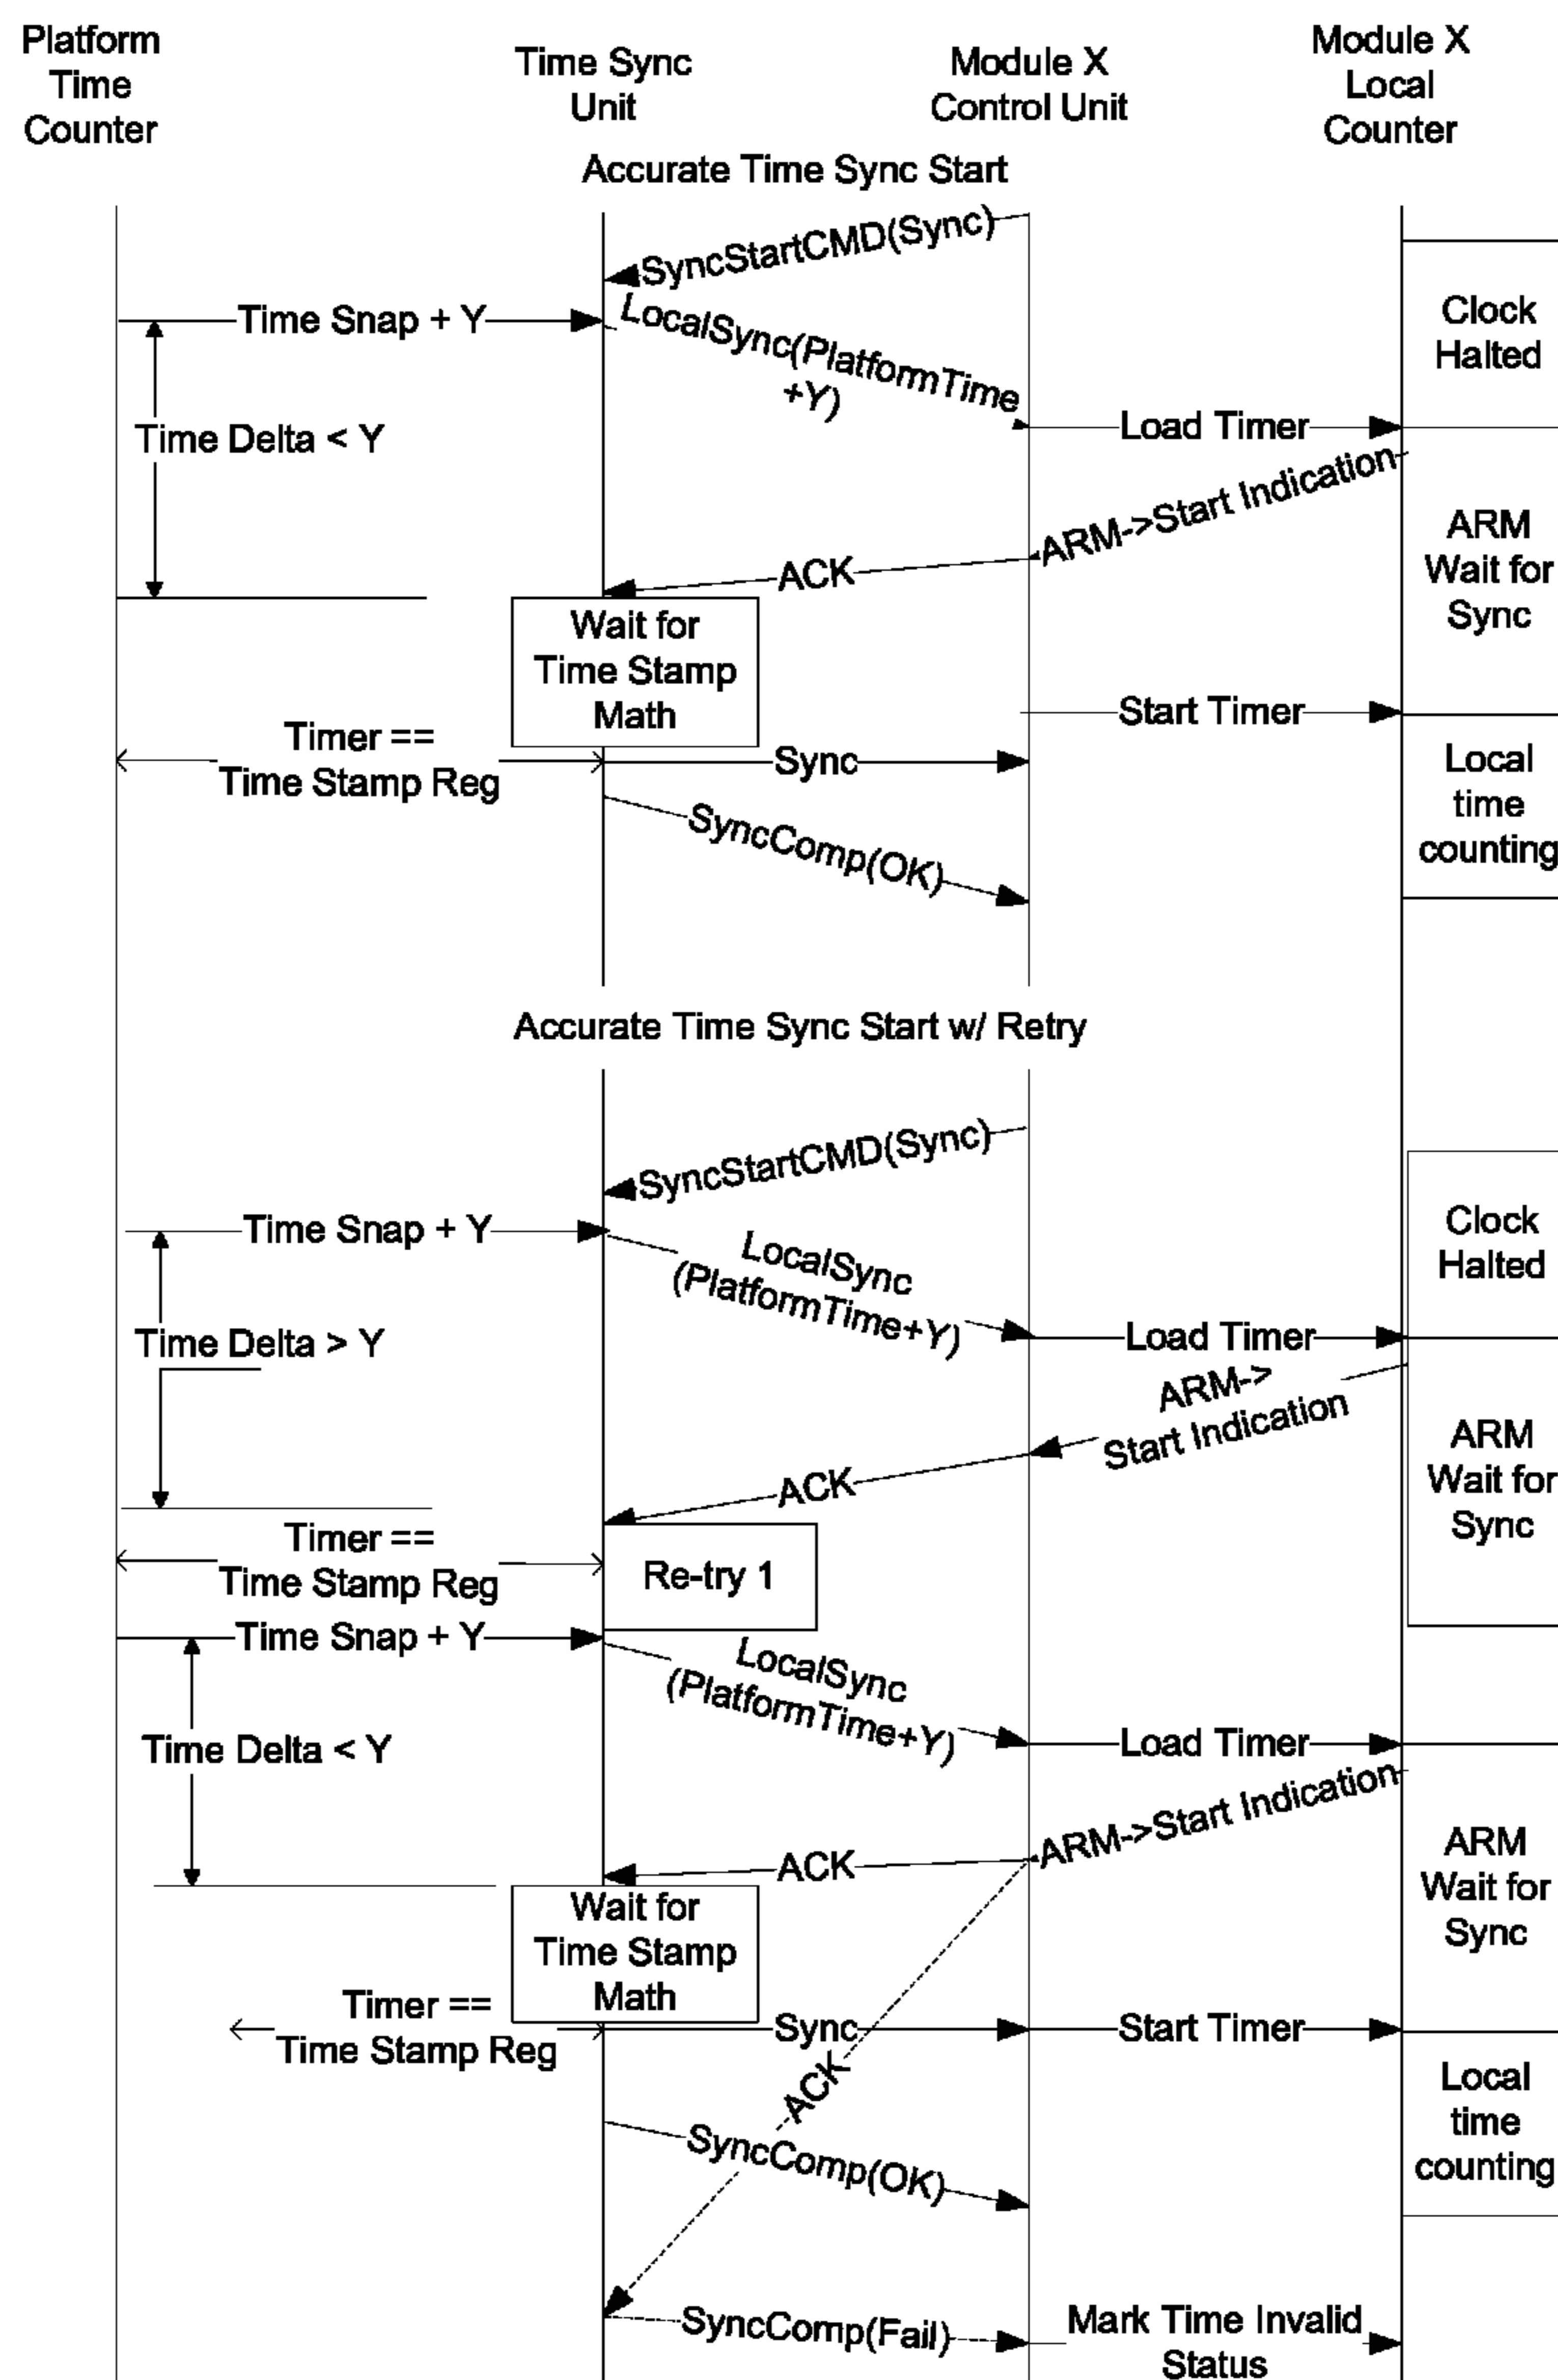 Platform
Time
Counter
Time Sync
Unit
Module X
Control Unit
Module X
Local
Counter
Accurate Time Sync Start
SyncStartCMD(Sync)
Time Snap + Y
LocalSync(PlatformTime
+Y)
Clock
Halted
Time Delta < Y
Load Timer
ARM->Start Indication
ACK
ARM
Wait for
Sync
Wait for
Time Stamp
Math
Start Timer
Timer ==
Time Stamp Reg
Sync
Local
time
counting
SyncComp(OK)
Accurate Time Sync Start w/ Retry
SyncStartCMD(Sync)
Time Snap + Y
LocalSync
(PlatformTime+Y)
Clock
Halted
Time Delta > Y
Load Timer
ARM->
Start Indication
ACK
ARM
Wait for
Sync
Timer ==
Time Stamp Reg
Re-try 1
Time Snap + Y
LocalSync
(PlatformTime+Y)
Time Delta < Y
Load Timer
ARM->Start Indication
ACK
ARM
Wait for
Sync
Wait for
Time Stamp
Math
Timer ==
Time Stamp Reg
Sync
Start Timer
ACK
Local
time
counting
SyncComp(OK)
SyncComp(Fail)
Mark Time Invalid
Status